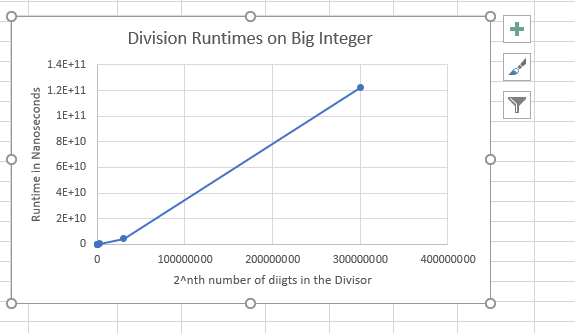 Division Runtimes on Big Integer
1.4E+11
1.2E+11
1E+11
8E+10
6E+10
4E+10
2E+10
0
Runtime in Nanoseconds
0 100000000 200000000 300000000 400000000
2^nth number of diigts in the Divisor